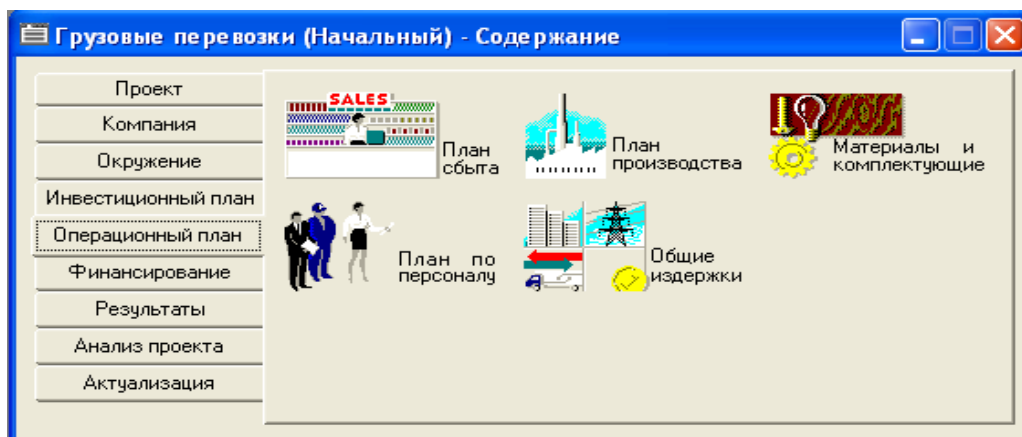 Грузовые перевозки (Начальный) - Содержание
Проект
Компания
Окружение
Инвестиционный план
Операционный план
Финансирование
Результаты
Анализ проекта
Актуализация
SALES
План
сбыта
План
производства
Материалы и
комплектующие
План по
персоналу
Общие
издержки